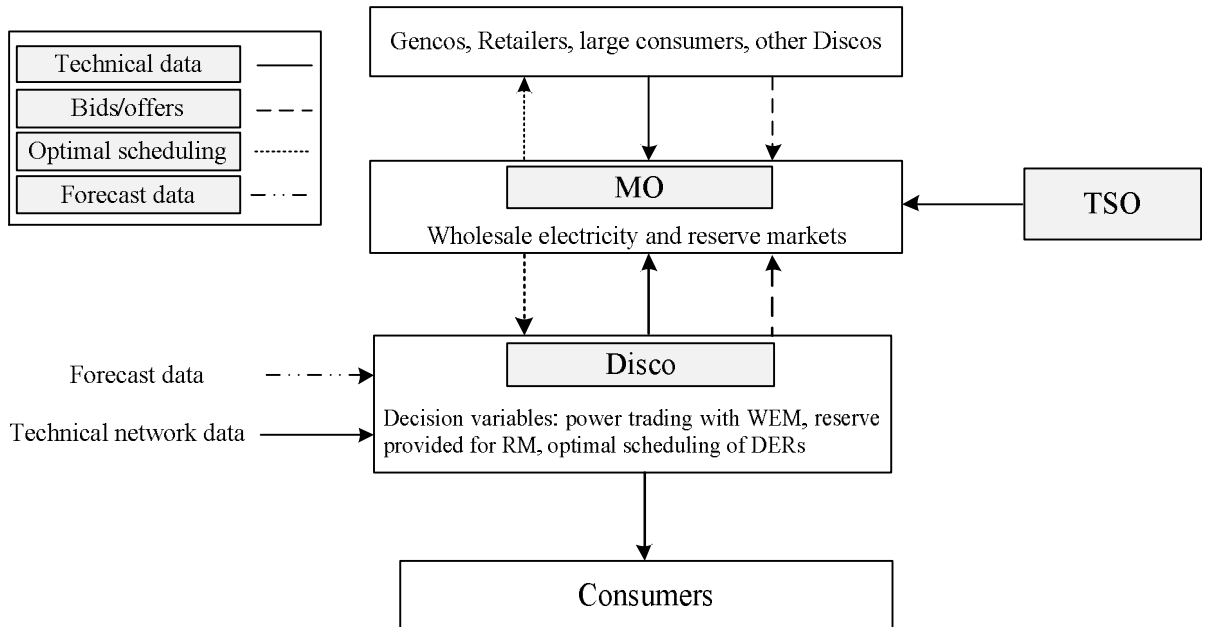 Technical data
Bids/offers
Optimal scheduling
Forecast data
Gencos, Retailers, large consumers, other Discos
MO
Wholesale electricity and reserve markets
TSO
Disco
Decision variables: power trading with WEM, reserve
provided for RM, optimal scheduling of DERs
Forecast data
Technical network data
Consumers